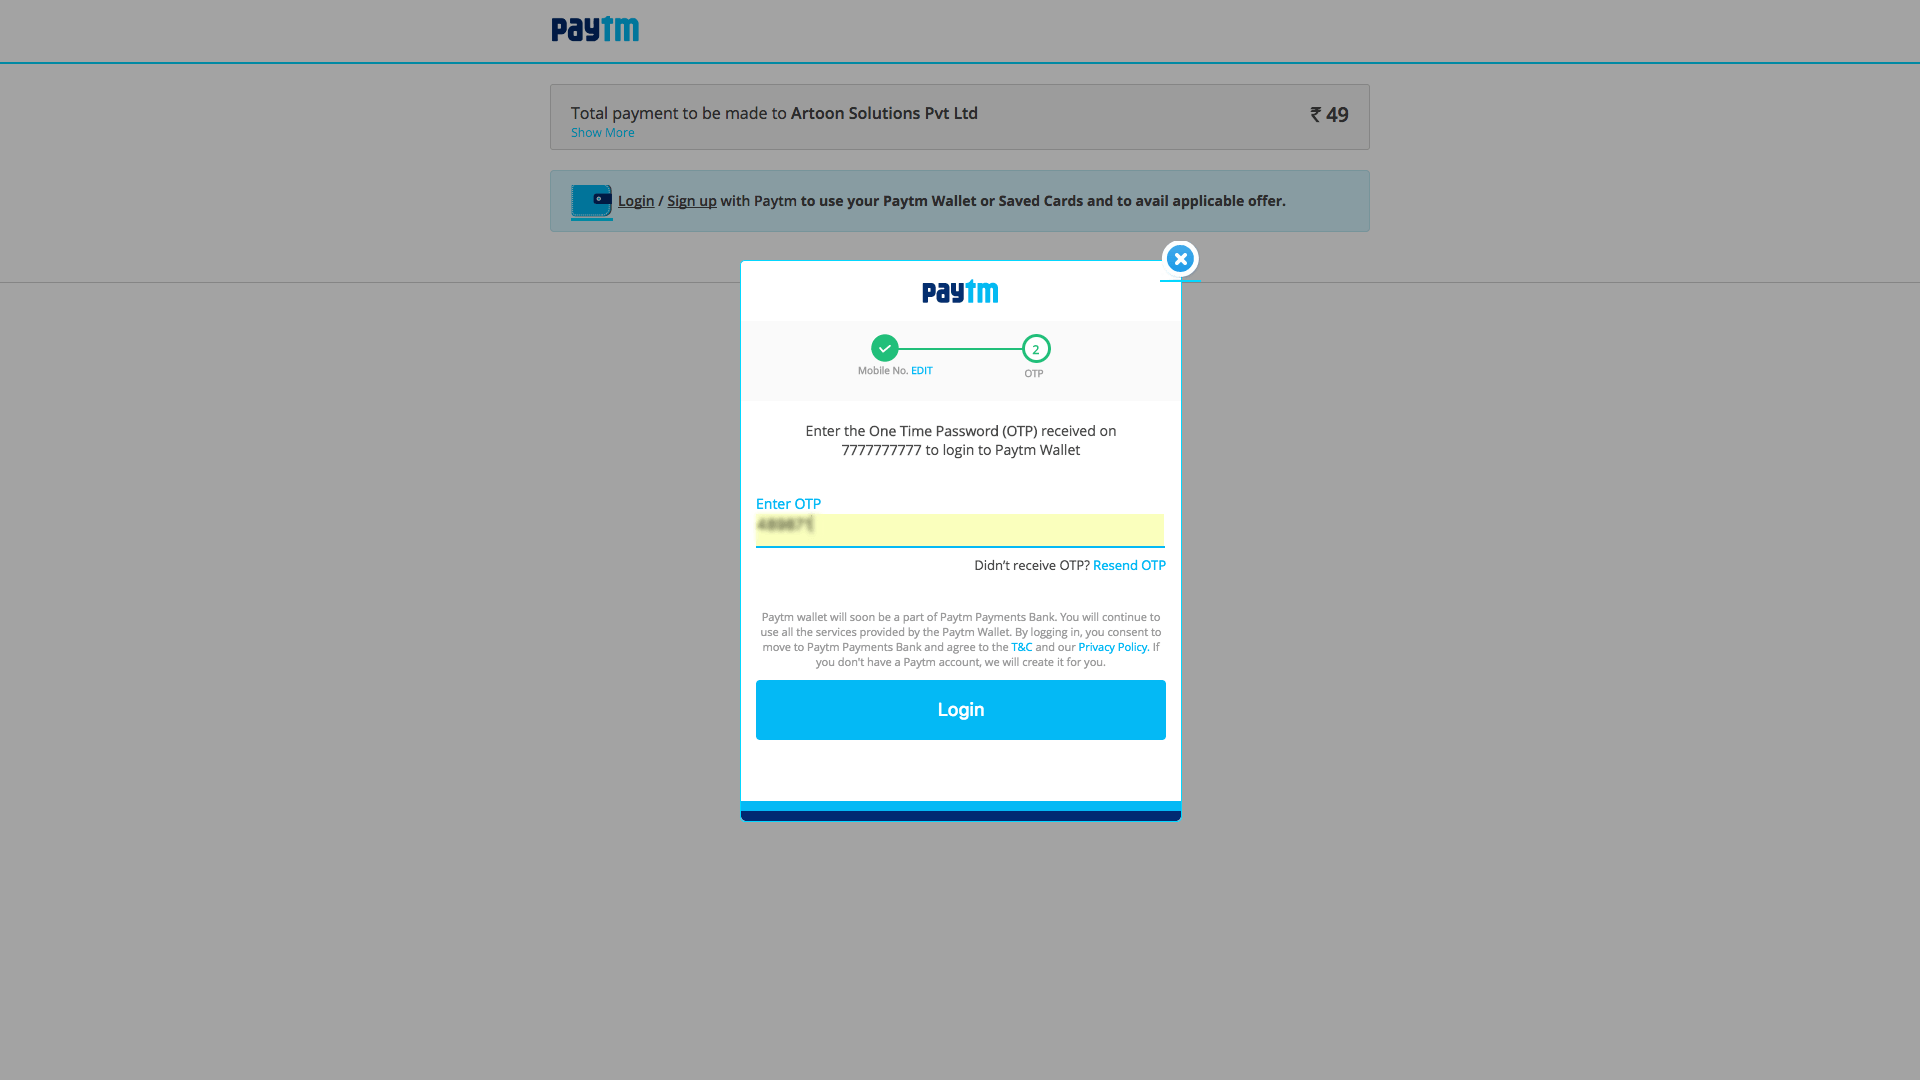 paytm
Total payment to be made to Artoon Solutions Pvt Ltd
₹ 49
Show More
Login / Sign up with Paytm to use your Paytm Wallet or Saved Cards and to avail applicable offer.
paytm
2
Mobile No. EDIT
OTP
Enter the One Time Password (OTP) received on
7777777777 to login to Paytm Wallet
Enter OTP
Didn't receive OTP? Resend OTP
Paytm wallet will soon be a part of Paytm Payments Bank. You will continue to
use all the services provided by the Paytm Wallet. By logging in, you consent to
move to Paytm Payments Bank and agree to the T&C and our Privacy Policy. If
you don't have a Paytm account, we will create it for you.
Login